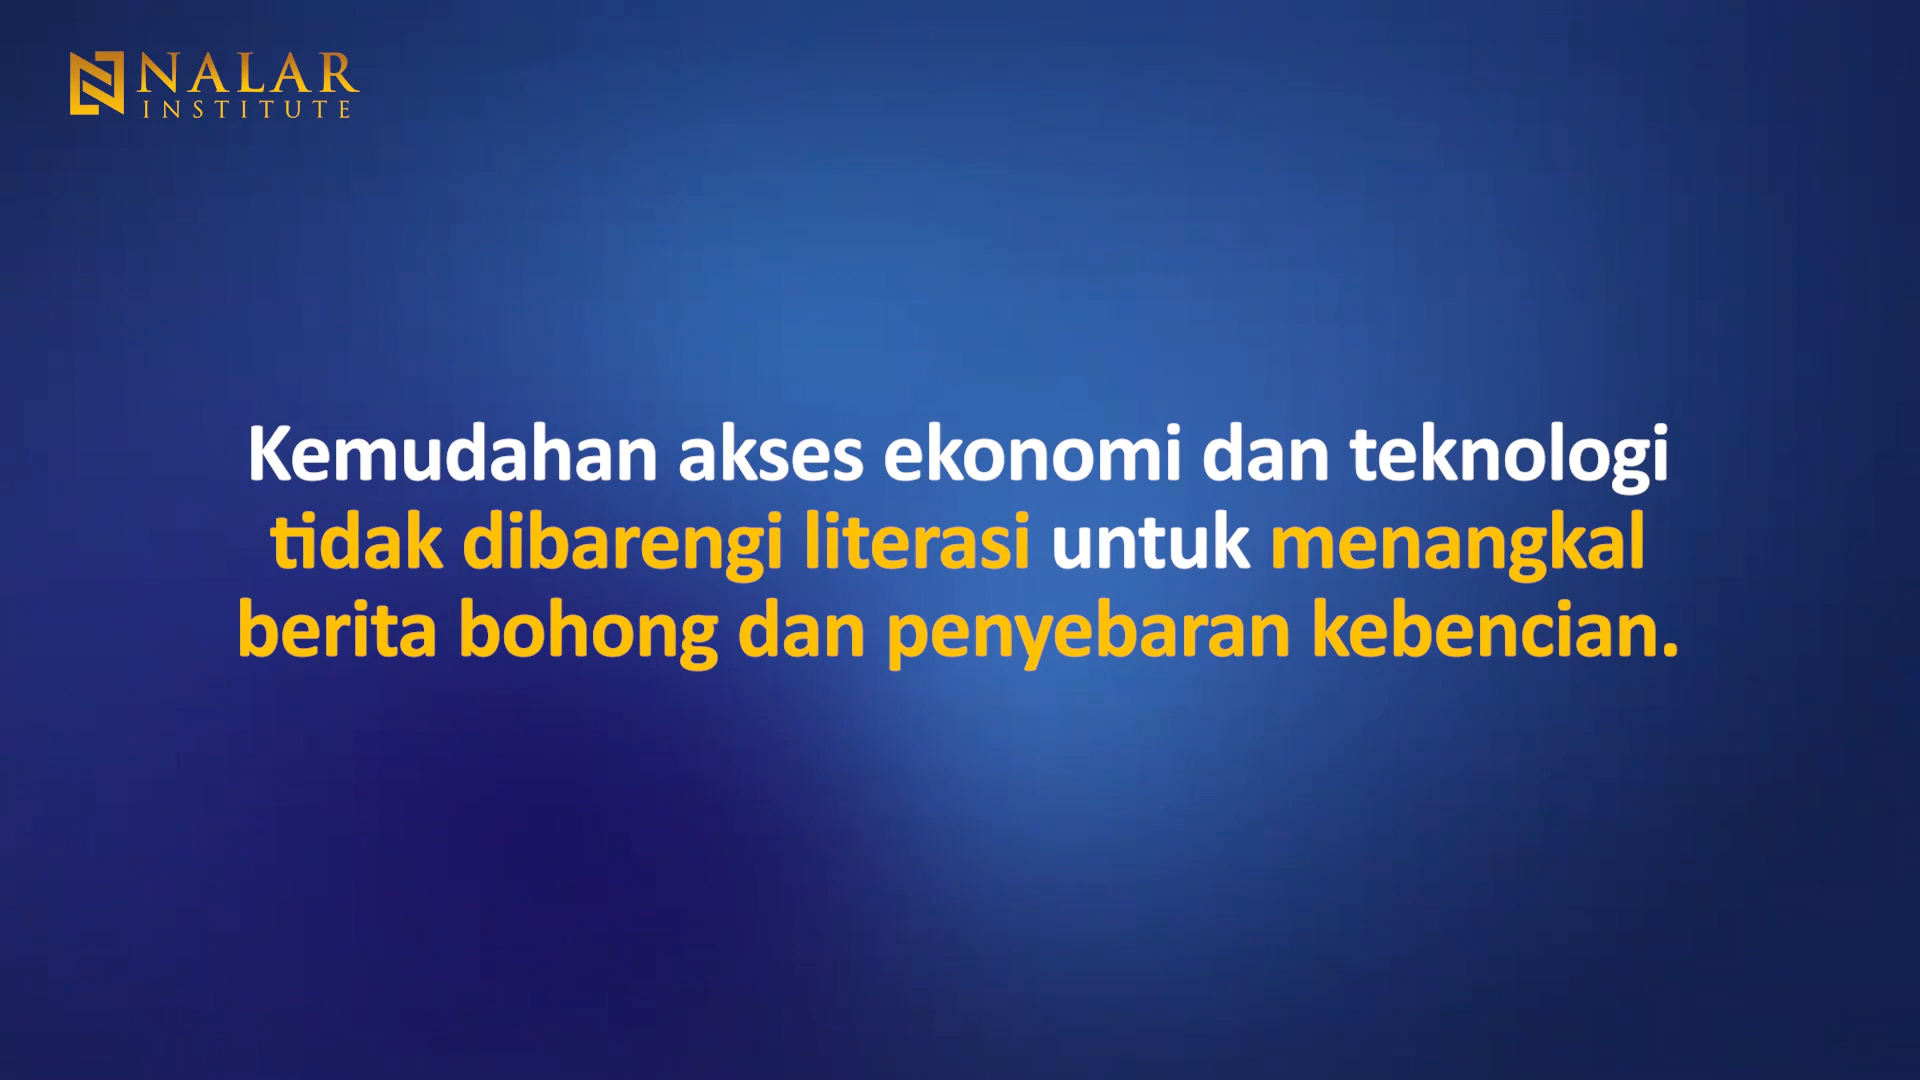 NALAR
INSTITUTE
Kemudahan akses ekonomi dan teknologi
tidak dibarengi literasi untuk menangkal
berita bohong dan penyebaran kebencian.